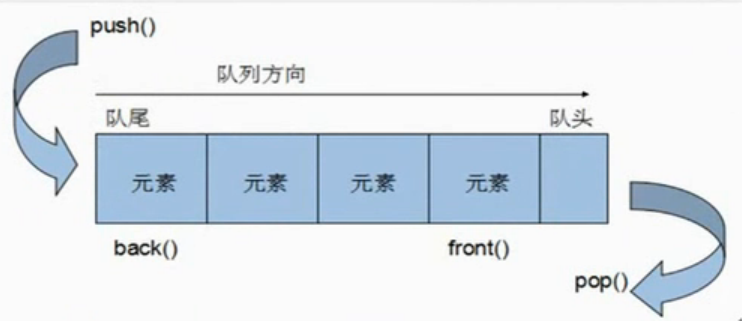 push()
队列方向
队尾
队头
元素 元素 元素 元素
back()
front()
pop()